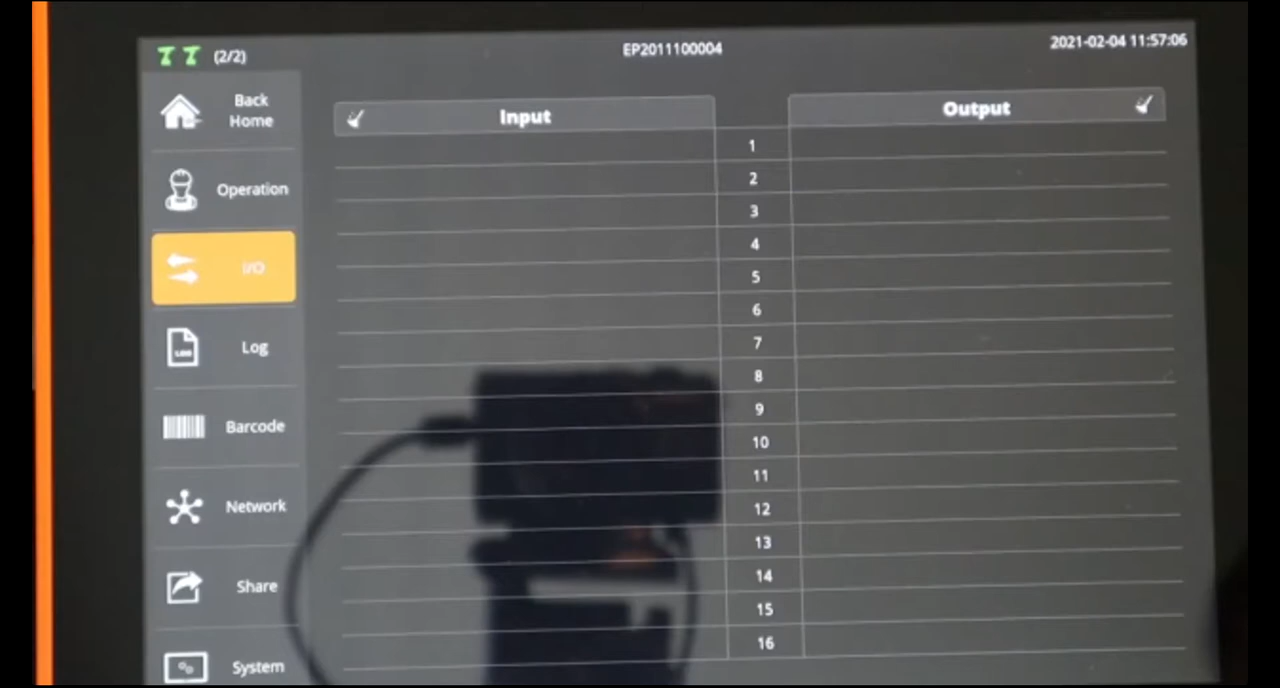 (2/2)
EP2011100004
2021-02-04 11:57:06
Back
Home
Operation
I/O
Log
LOG
Barcode
Network
Share
System
Input
Output
1
2
3
4
5
6
7
8
9
10
11
12
13
14
15
16